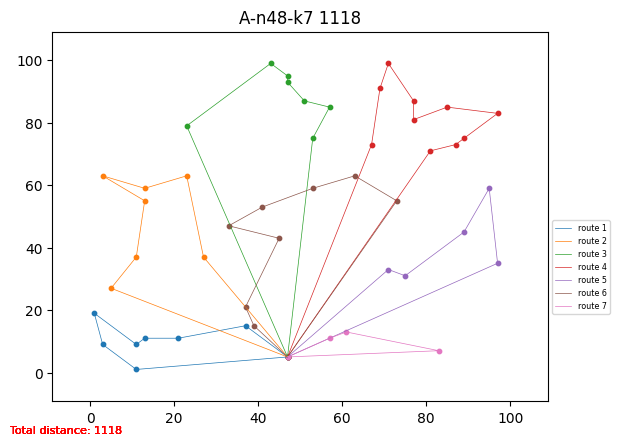 A-n48-k7 1118
100
80
60
40
20
0
0 20 40 60 80 100
route 1
route 2
route 3
route 4
route 5
route 6
route 7
Total distance: 1118